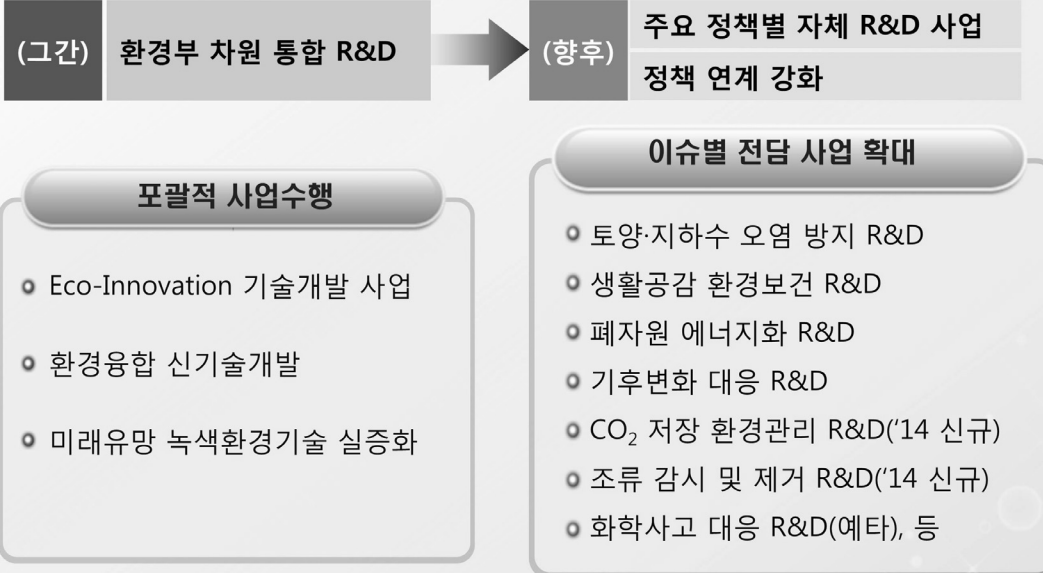 (그간) 환경부 차원 통합 R&D
(향후)
주요 정책별 자체 R&D 사업
정책 연계 강화
포괄적 사업수행
Eco-Innovation 기술개발 사업
환경융합 신기술개발
미래유망 녹색환경기술 실증화
이슈별 전담 사업 확대
토양·지하수 오염 방지 R&D
생활공감 환경보건 R&D
폐자원 에너지화 R&D
기후변화 대응 R&D
CO₂ 저장 환경관리 R&D('14 신규)
조류 감시 및 제거 R&D('14 신규)
화학사고 대응 R&D(예타), 등